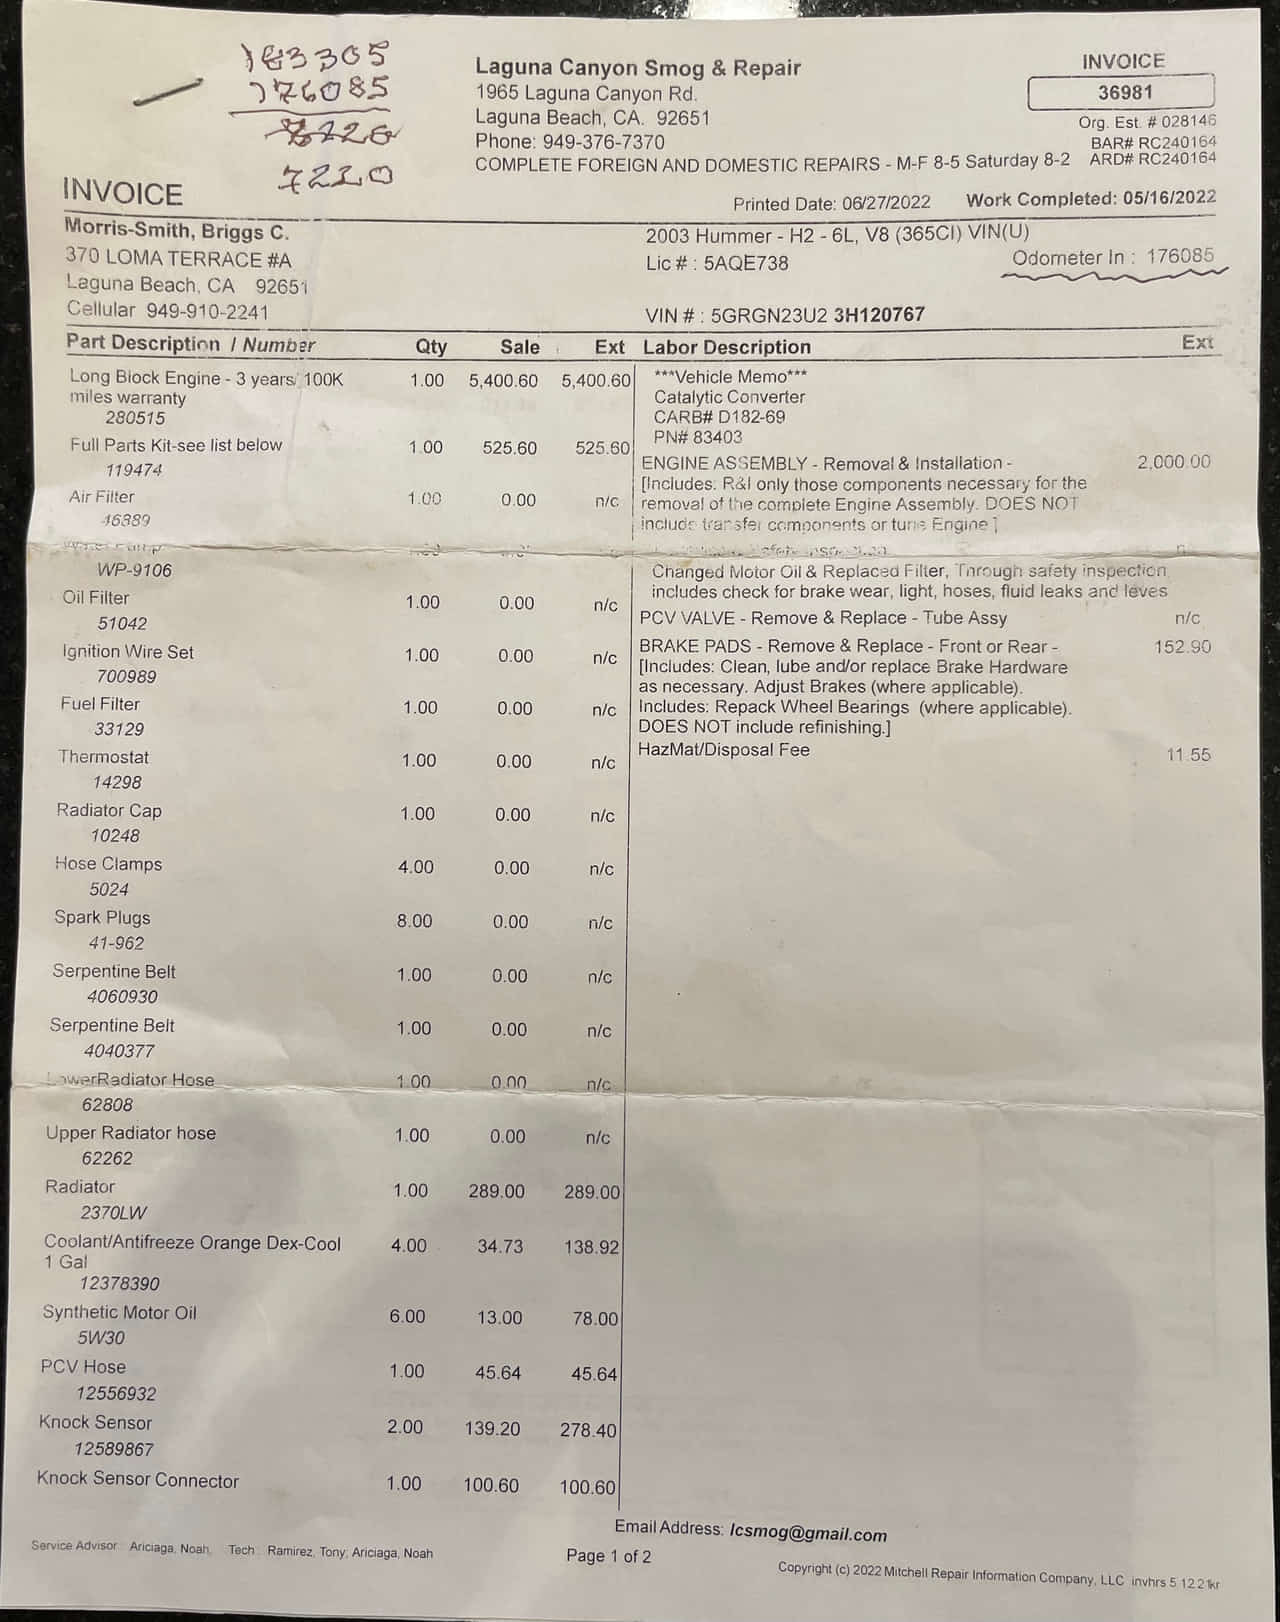 183305
176085
7220
7220
Laguna Canyon Smog & Repair
1965 Laguna Canyon Rd.
Laguna Beach, CA. 92651
Phone: 949-376-7370
COMPLETE FOREIGN AND DOMESTIC REPAIRS - M-F 8-5 Saturday 8-2
INVOICE
36981
Org. Est. # 028146
BAR# RC240164
ARD# RC240164
INVOICE
Printed Date: 06/27/2022 Work Completed: 05/16/2022
Morris-Smith, Briggs C.
370 LOMA TERRACE #A
Laguna Beach, CA 92651
Cellular 949-910-2241
2003 Hummer - H2 - 6L, V8 (365CI) VIN(U)
Lic # : 5AQE738
Odometer In : 176085
VIN # : 5GRGN23U2 3H120767
Part Description / Number Qty Sale Ext
Long Block Engine - 3 years/ 100K 1.00 5,400.60 5,400.60
miles warranty
280515
Full Parts Kit-see list below 1.00 525.60 525.60
119474
Air Filter 1.00 0.00 n/c
46389
WP-9106
Oil Filter 1.00 0.00 n/c
51042
Ignition Wire Set 1.00 0.00 n/c
700989
Fuel Filter 1.00 0.00 n/c
33129
Thermostat 1.00 0.00 n/c
14298
Radiator Cap 1.00 0.00 n/c
10248
Hose Clamps 4.00 0.00 n/c
5024
Spark Plugs 8.00 0.00 n/c
41-962
Serpentine Belt 1.00 0.00 n/c
4060930
Serpentine Belt 1.00 0.00 n/c
4040377
LowerRadiator Hose 1.00 0.00 n/c
62808
Upper Radiator hose 1.00 0.00 n/c
62262
Radiator 1.00 289.00 289.00
2370LW
Coolant/Antifreeze Orange Dex-Cool 4.00 34.73 138.92
1 Gal
12378390
Synthetic Motor Oil 6.00 13.00 78.00
5W30
PCV Hose 1.00 45.64 45.64
12556932
Knock Sensor 2.00 139.20 278.40
12589867
Knock Sensor Connector 1.00 100.60 100.60
Labor Description Ext
***Vehicle Memo***
Catalytic Converter
CARB# D182-69
PN# 83403
ENGINE ASSEMBLY - Removal & Installation - 2,000.00
[Includes: R&I only those components necessary for the
removal of the complete Engine Assembly. DOES NOT
include transfer components or tune Engine.]
Changed Motor Oil & Replaced Filter, Through safety inspection
includes check for brake wear, light, hoses, fluid leaks and leves
PCV VALVE - Remove & Replace - Tube Assy n/c
BRAKE PADS - Remove & Replace - Front or Rear - 152.90
[Includes: Clean, lube and/or replace Brake Hardware
as necessary. Adjust Brakes (where applicable).
Includes: Repack Wheel Bearings (where applicable).
DOES NOT include refinishing.]
HazMat/Disposal Fee 11.55
Email Address: lcsmog@gmail.com
Service Advisor : Ariciaga, Noah, Tech : Ramirez, Tony; Ariciaga, Noah
Page 1 of 2
Copyright (c) 2022 Mitchell Repair Information Company, LLC invhrs 5.12.21kr